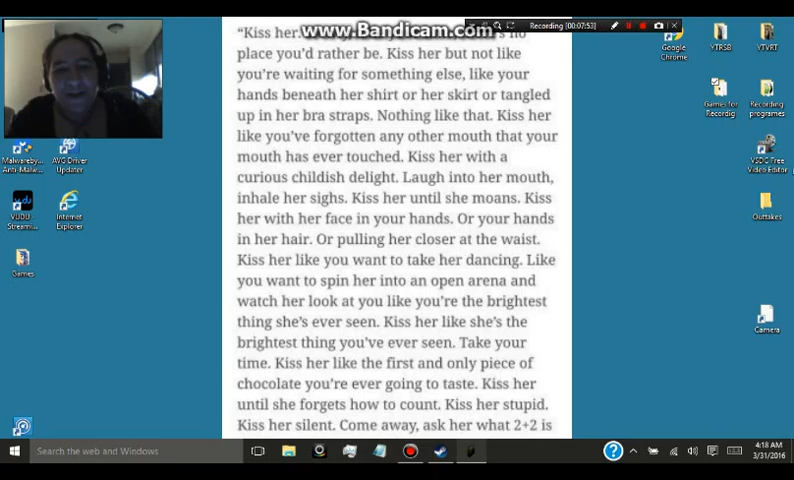 www.Bandicam.com
Recording [00:07:53]
"Kiss her.
place you'd rather be. Kiss her but not like
you're waiting for something else, like your
hands beneath her shirt or her skirt or tangled
up in her bra straps. Nothing like that. Kiss her
like you've forgotten any other mouth that your
mouth has ever touched. Kiss her with a
curious childish delight. Laugh into her mouth,
inhale her sighs. Kiss her until she moans. Kiss
her with her face in your hands. Or your hands
in her hair. Or pulling her closer at the waist.
Kiss her like you want to take her dancing. Like
you want to spin her into an open arena and
watch her look at you like you're the brightest
thing she's ever seen. Kiss her like she's the
brightest thing you've ever seen. Take your
time. Kiss her like the first and only piece of
chocolate you're ever going to taste. Kiss her
until she forgets how to count. Kiss her stupid.
Kiss her silent. Come away, ask her what 2+2 is
Google
Chrome
YTRSB
YTVRT
Games for
Recordig
Recording
programes
VSDC Free
Video Editor
Outtakes
Camera
Malwareby...
Anti-Malw...
AVG Driver
Updater
VUDU -
Streami...
Internet
Explorer
Games
Search the web and Windows
4:18 AM
3/31/2016